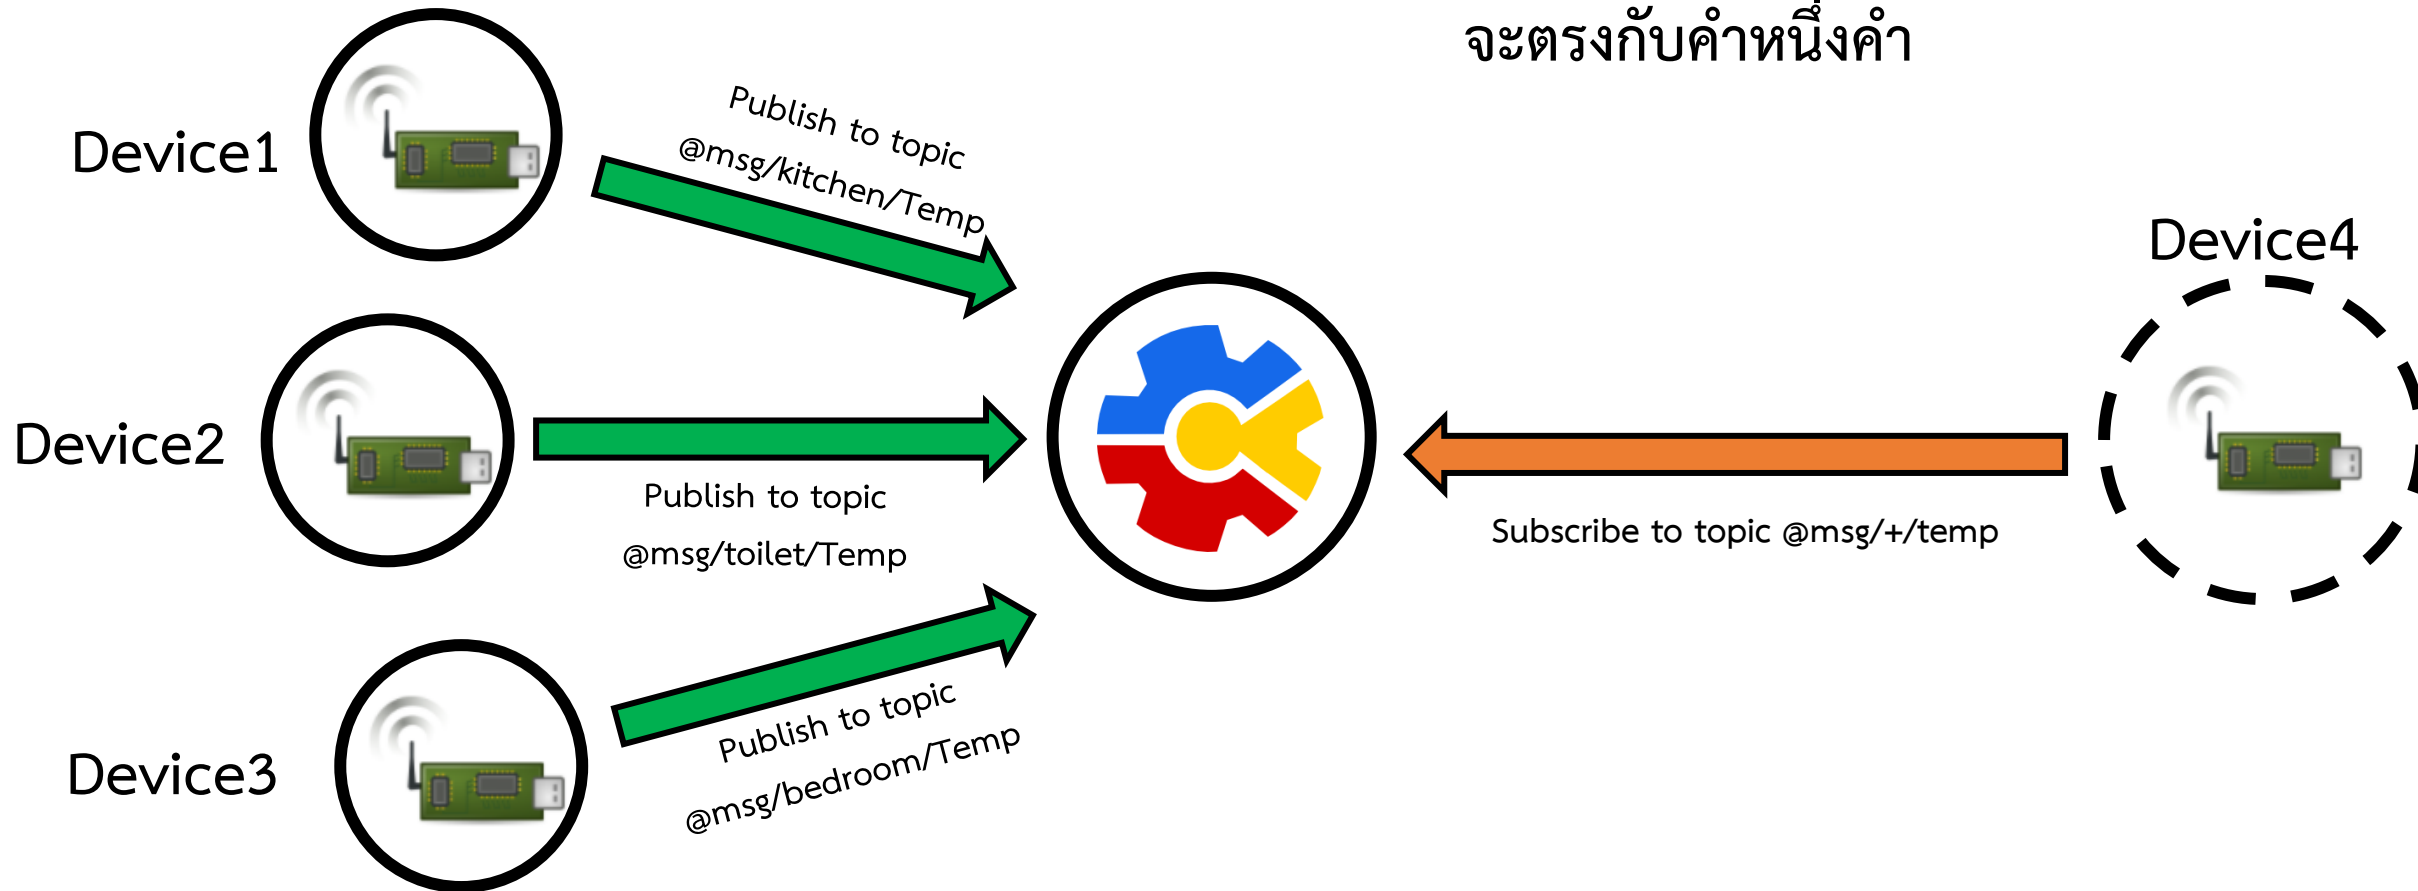 จะตรงกับคำหนึ่งคำ
Device1
Publish to topic
@msg/kitchen/Temp
Device4
Device2
Publish to topic
@msg/toilet/Temp
Subscribe to topic @msg/+/temp
Device3
Publish to topic
@msg/bedroom/Temp